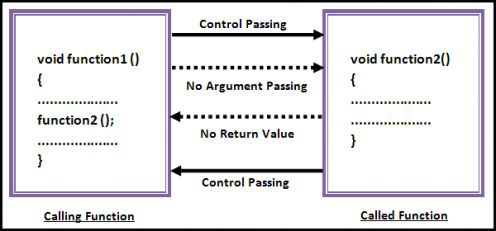 Control Passing
void function1 ()
{
.....................
function2 ();
.....................
}
No Argument Passing
No Return Value
Control Passing
void function2()
{
.....................
.....................
}
Calling Function
Called Function